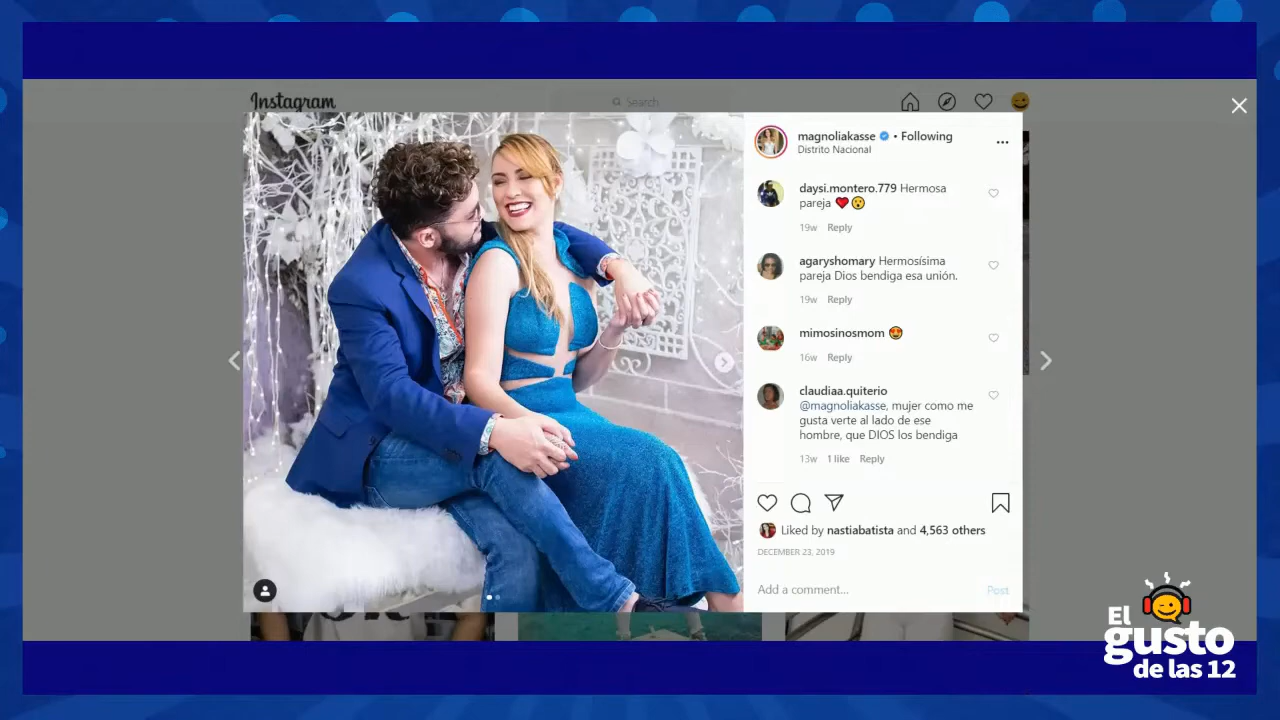 Instagram
Search
magnoliakasse • Following
Distrito Nacional
daysi.montero.779 Hermosa
pareja ❤️😮
19w Reply
agaryshomary Hermosísima
pareja Dios bendiga esa unión.
19w Reply
mimosinosmom 😍
16w Reply
claudiaa.quiterio
@magnoliakasse, mujer como me
gusta verte al lado de ese
hombre, que DIOS los bendiga
13w 1 like Reply
Liked by nastiabatista and 4,563 others
DECEMBER 23, 2019
Add a comment... Post
El
gusto
de las 12